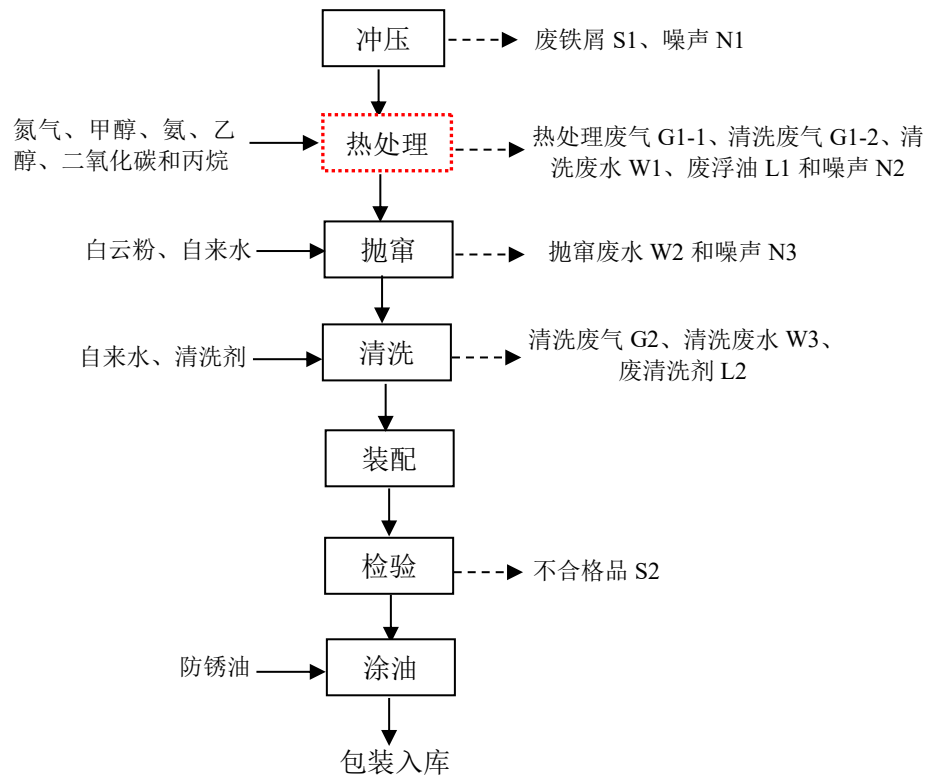 冲压
废铁屑 S1、噪声 N1
氮气、甲醇、氨、乙
醇、二氧化碳和丙烷
热处理
热处理废气 G1-1、清洗废气 G1-2、清
洗废水 W1、废浮油 L1 和噪声 N2
白云粉、自来水
抛窜
抛窜废水 W2 和噪声 N3
自来水、清洗剂
清洗
清洗废气 G2、清洗废水 W3、
废清洗剂 L2
装配
检验
不合格品 S2
防锈油
涂油
包装入库